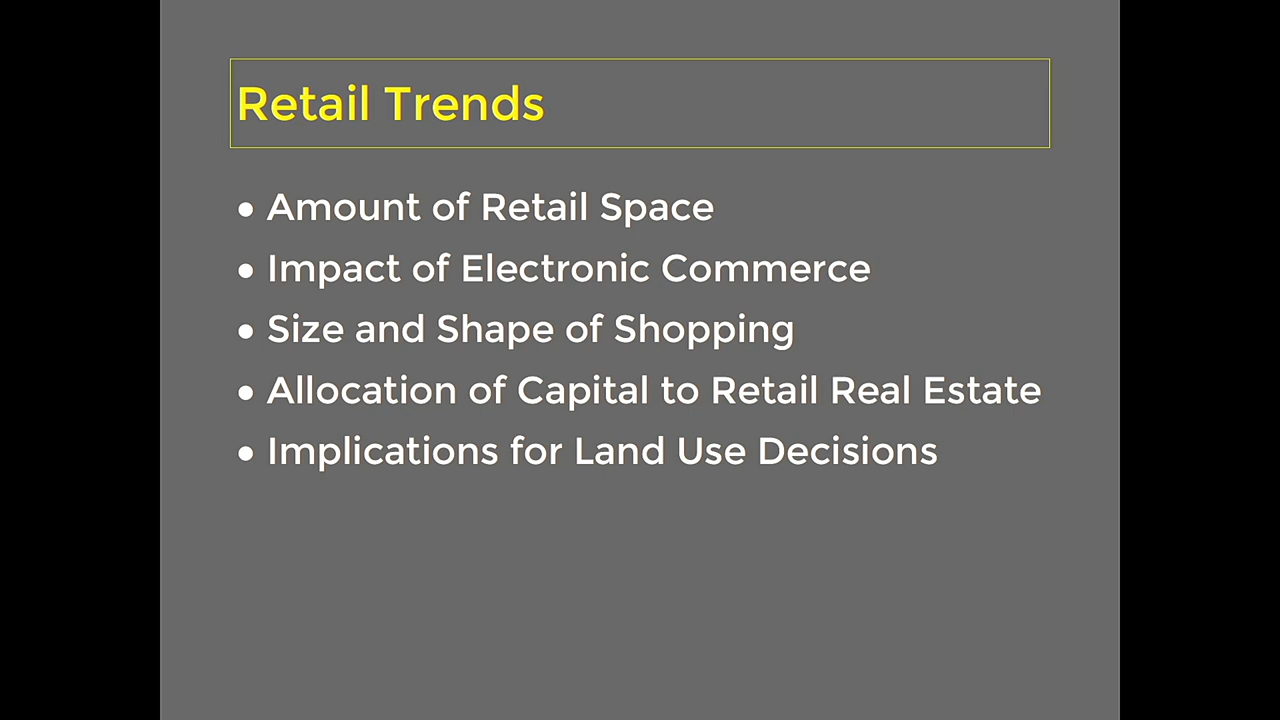 Retail Trends
• Amount of Retail Space
• Impact of Electronic Commerce
• Size and Shape of Shopping
• Allocation of Capital to Retail Real Estate
• Implications for Land Use Decisions